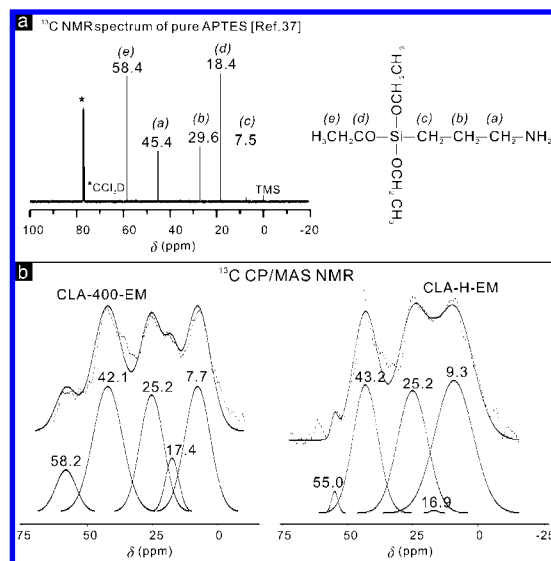 a
¹³C NMR spectrum of pure APTES [Ref.37]
(e)
58.4
(d)
18.4
(a)
45.4
(b)
29.6
(c)
7.5
*
*CCl₃D
TMS
100 80 60 40 20 0 -20
δ (ppm)
OCH₂CH₃
(e) (d) (c) (b) (a)
H₃CH₂CO—Si—CH₂—CH₂—CH₂—NH₂
OCH₂CH₃
b
¹³C CP/MAS NMR
CLA-400-EM
CLA-H-EM
58.2
42.1
25.2
17.4
7.7
55.0
43.2
25.2
16.9
9.3
75 50 25 0
δ (ppm)
75 50 25 0 -25
δ (ppm)